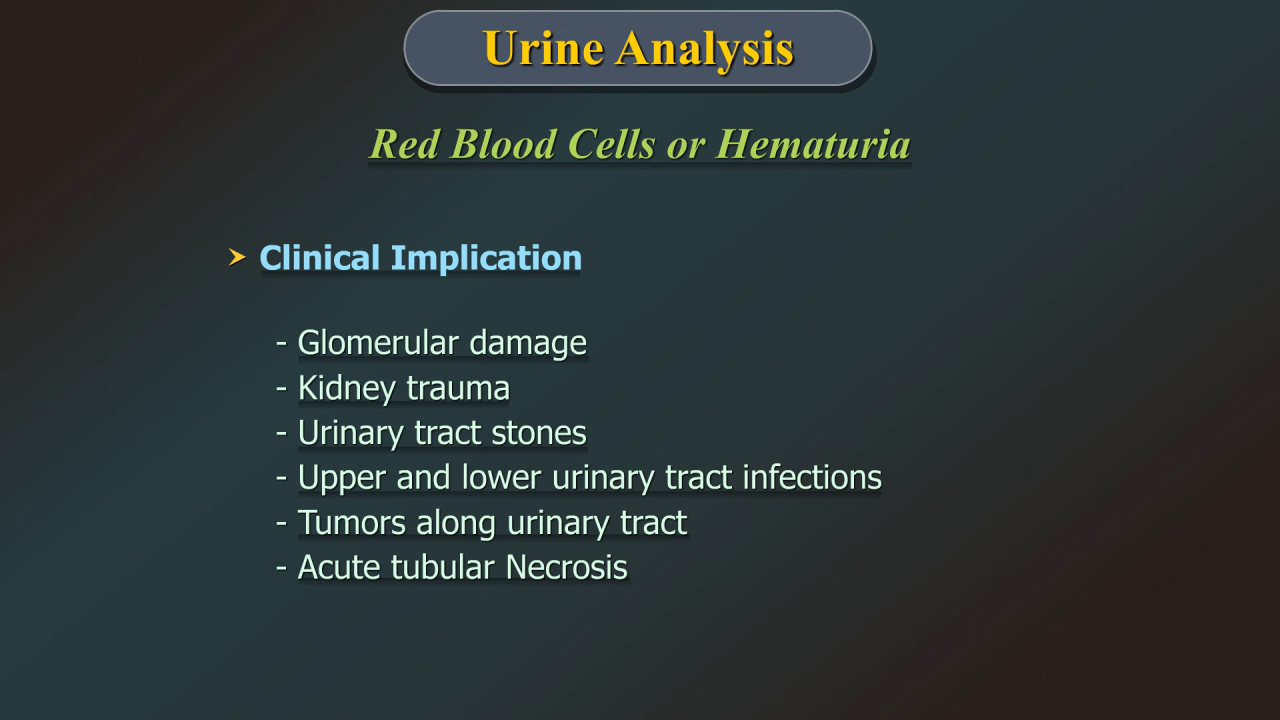 Urine Analysis
Red Blood Cells or Hematuria
➤ Clinical Implication
- Glomerular damage
- Kidney trauma
- Urinary tract stones
- Upper and lower urinary tract infections
- Tumors along urinary tract
- Acute tubular Necrosis